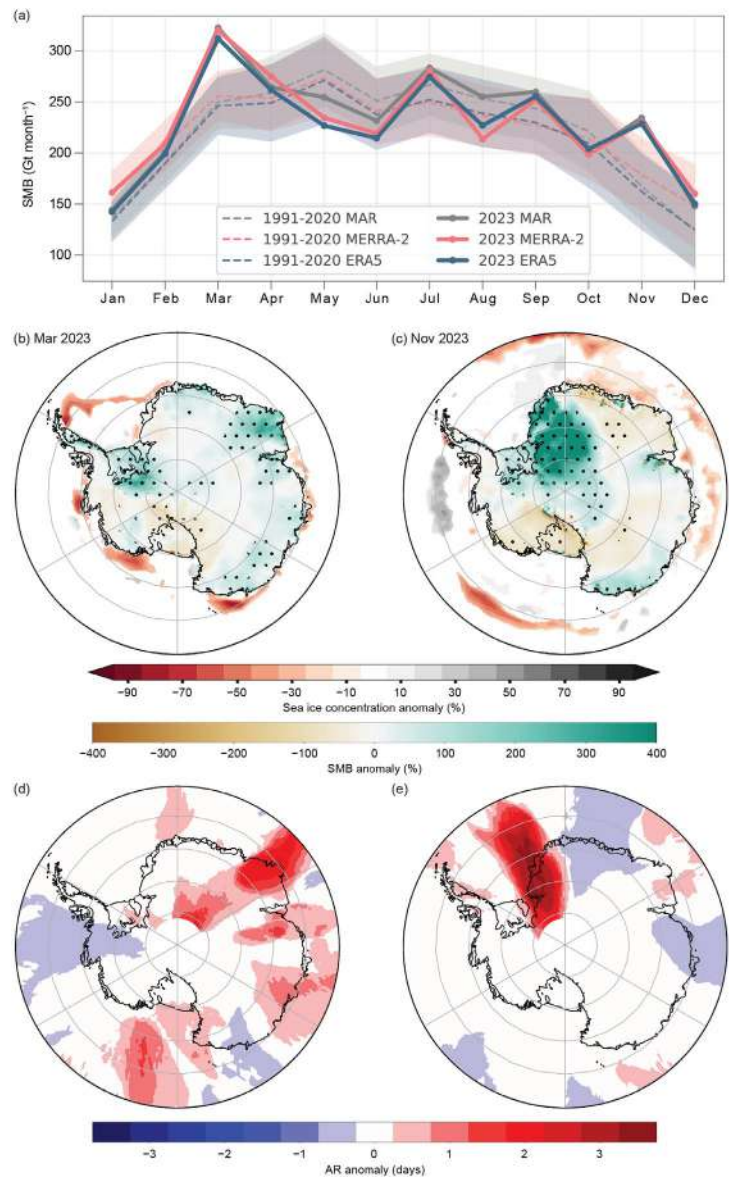 (a)
300
250
200
150
100
SMB (Gt month⁻¹)
1991-2020 MAR
1991-2020 MERRA-2
1991-2020 ERA5
2023 MAR
2023 MERRA-2
2023 ERA5
Jan Feb Mar Apr May Jun Jul Aug Sep Oct Nov Dec
(b) Mar 2023
(c) Nov 2023
−90 −70 −50 −30 −10 10 30 50 70 90
Sea ice concentration anomaly (%)
−400 −300 −200 −100 0 100 200 300 400
SMB anomaly (%)
(d)
(e)
−3 −2 −1 0 1 2 3
AR anomaly (days)